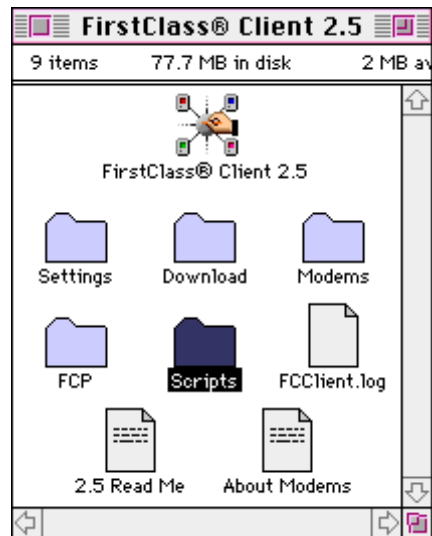 FirstClass® Client 2.5
9 items 77.7 MB in disk 2 MB av
FirstClass® Client 2.5
Settings Download Modems
FCP Scripts FCClient.log
2.5 Read Me About Modems